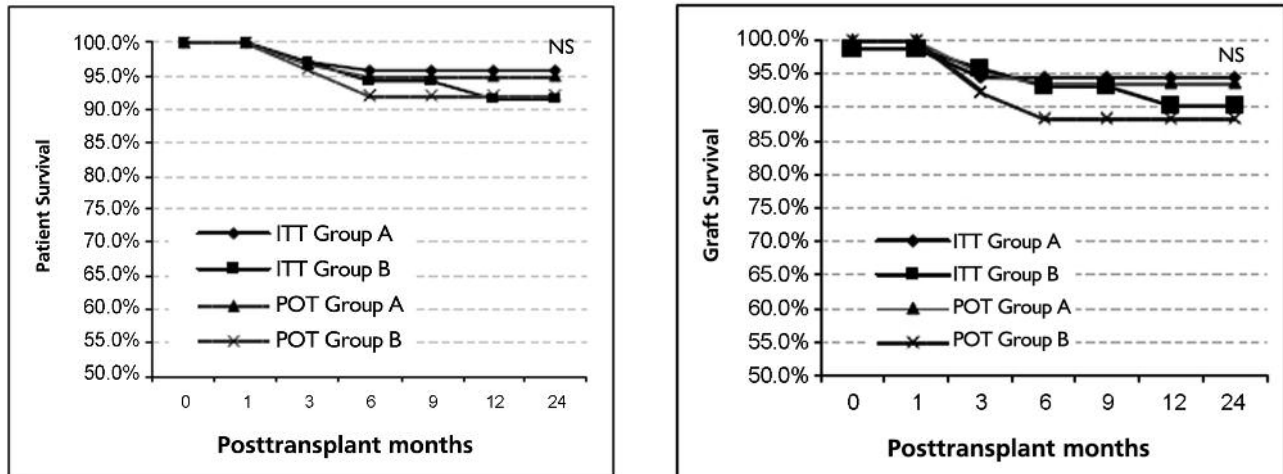 Patient Survival
100.0%
95.0%
90.0%
85.0%
80.0%
75.0%
70.0%
65.0%
60.0%
55.0%
50.0%
NS
ITT Group A
ITT Group B
POT Group A
POT Group B
0 1 3 6 9 12 24
Posttransplant months
Graft Survival
100.0%
95.0%
90.0%
85.0%
80.0%
75.0%
70.0%
65.0%
60.0%
55.0%
50.0%
NS
ITT Group A
ITT Group B
POT Group A
POT Group B
0 1 3 6 9 12 24
Posttransplant months